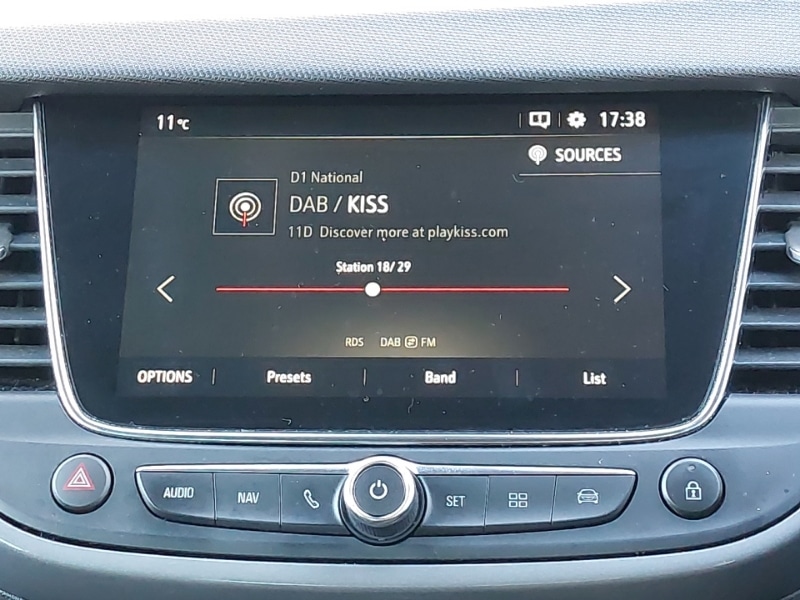 11°C 17:38
SOURCES
D1 National
DAB / KISS
11D Discover more at playkiss.com
Station 18/ 29
RDS DAB FM
OPTIONS Presets Band List
AUDIO NAV SET